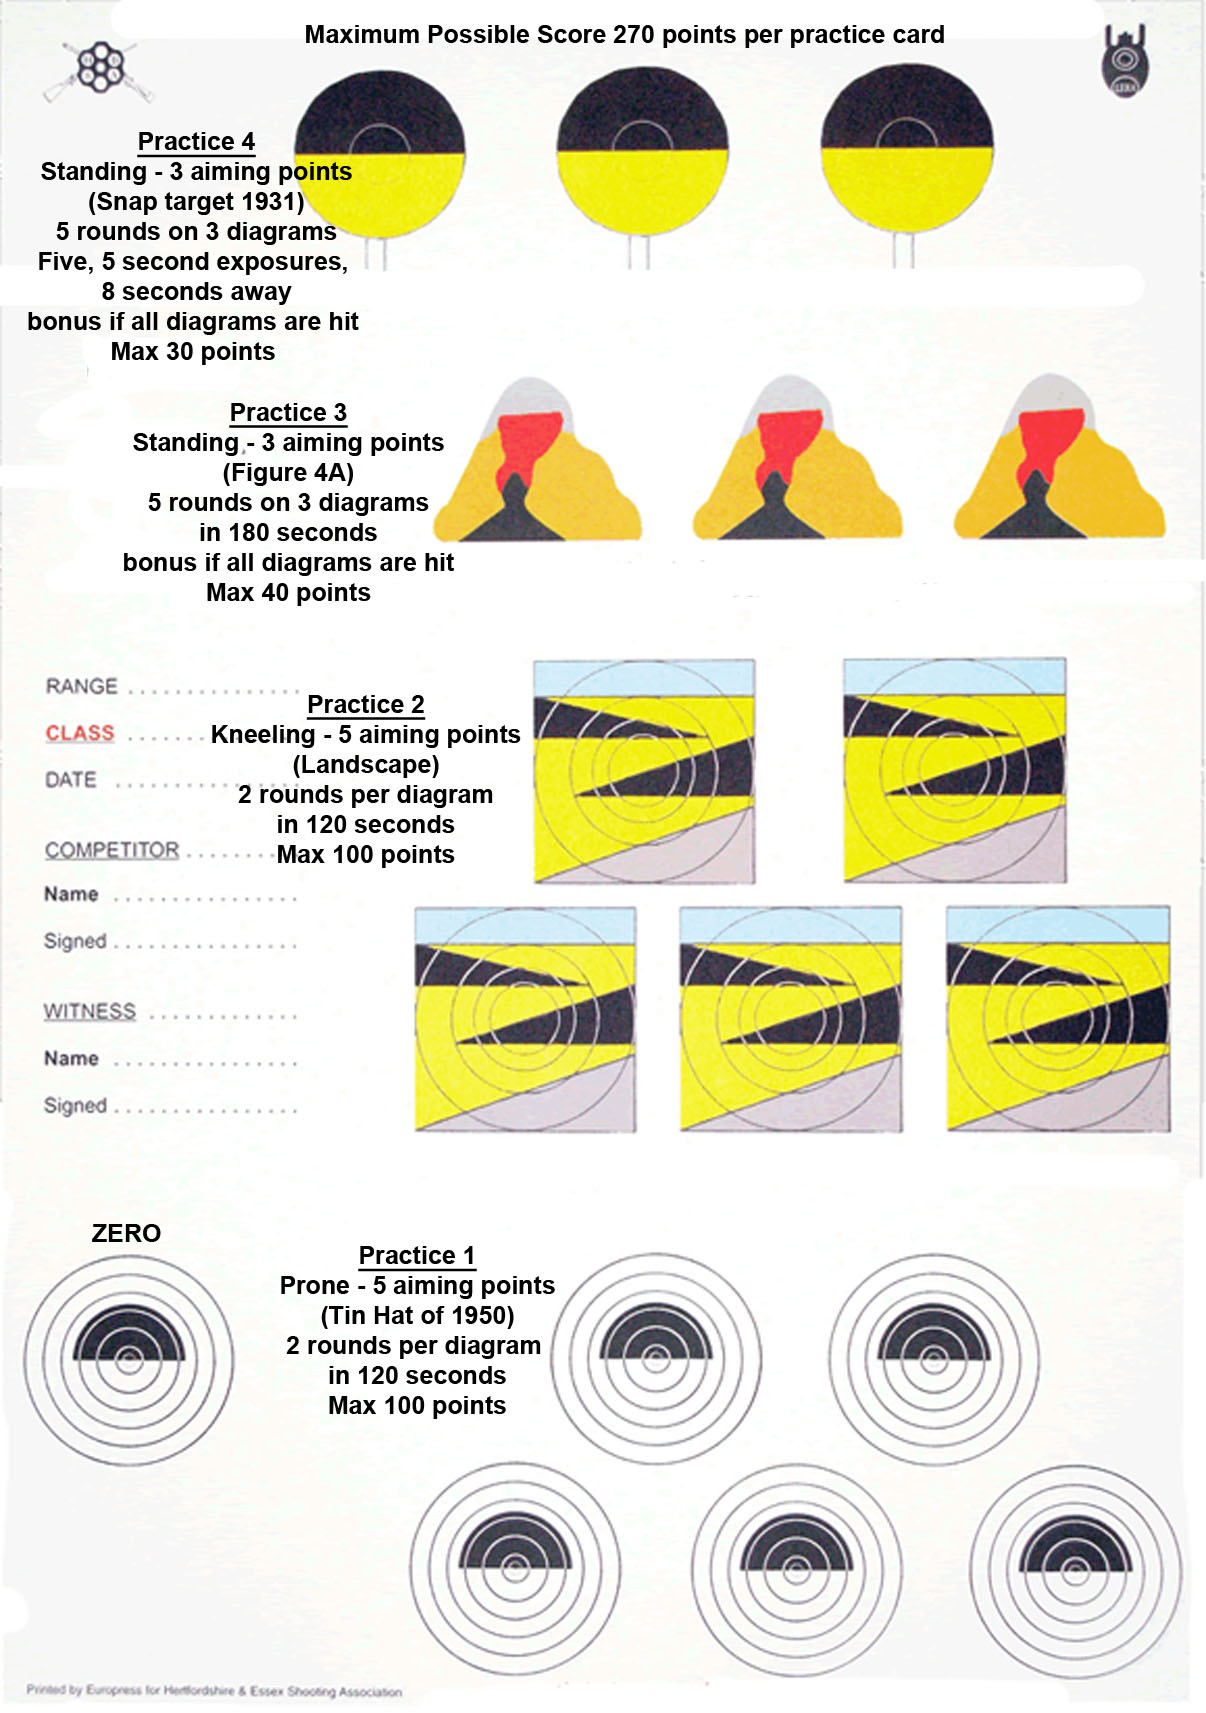 Maximum Possible Score 270 points per practice card
Practice 4
Standing - 3 aiming points
(Snap target 1931)
5 rounds on 3 diagrams
Five, 5 second exposures,
8 seconds away
bonus if all diagrams are hit
Max 30 points
Practice 3
Standing - 3 aiming points
(Figure 4A)
5 rounds on 3 diagrams
in 180 seconds
bonus if all diagrams are hit
Max 40 points
RANGE ...............
CLASS .......
DATE ...............
COMPETITOR ........
Name ................
Signed ................
WITNESS .............
Name ................
Signed ................
Practice 2
Kneeling - 5 aiming points
(Landscape)
2 rounds per diagram
in 120 seconds
Max 100 points
ZERO
Practice 1
Prone - 5 aiming points
(Tin Hat of 1950)
2 rounds per diagram
in 120 seconds
Max 100 points
Printed by Europress for Hertfordshire & Essex Shooting Association